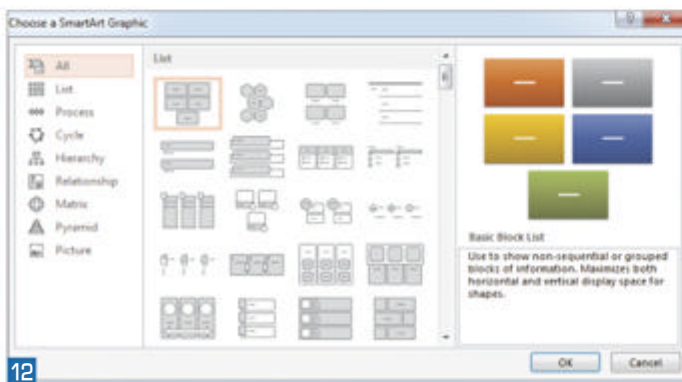 Choose a SmartArt Graphic
All
List
Process
Cycle
Hierarchy
Relationship
Matrix
Pyramid
Picture
List
Basic Block List
Use to show non-sequential or grouped
blocks of information. Maximizes both
horizontal and vertical display space for
shapes.
OK
Cancel
12